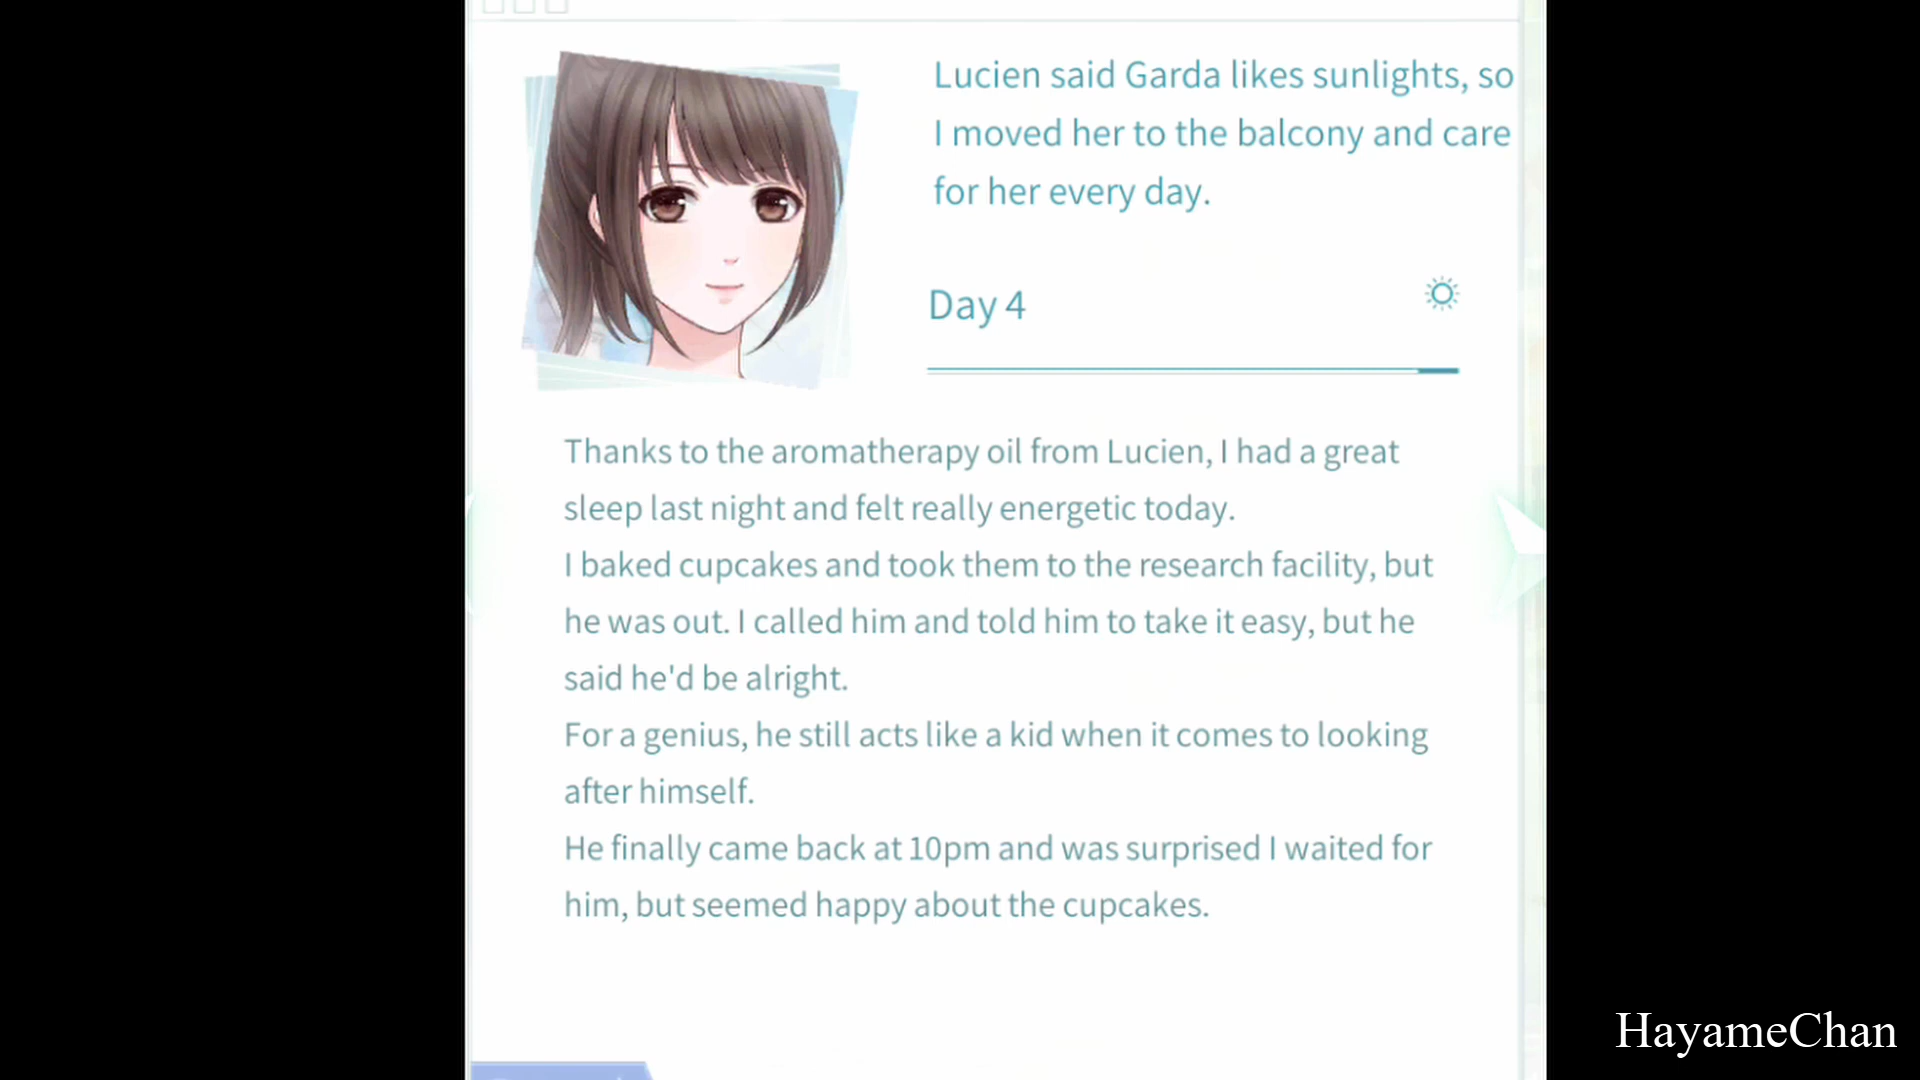 Lucien said Garda likes sunlights, so
I moved her to the balcony and care
for her every day.
Day 4
Thanks to the aromatherapy oil from Lucien, I had a great
sleep last night and felt really energetic today.
I baked cupcakes and took them to the research facility, but
he was out. I called him and told him to take it easy, but he
said he'd be alright.
For a genius, he still acts like a kid when it comes to looking
after himself.
He finally came back at 10pm and was surprised I waited for
him, but seemed happy about the cupcakes.
HayameChan